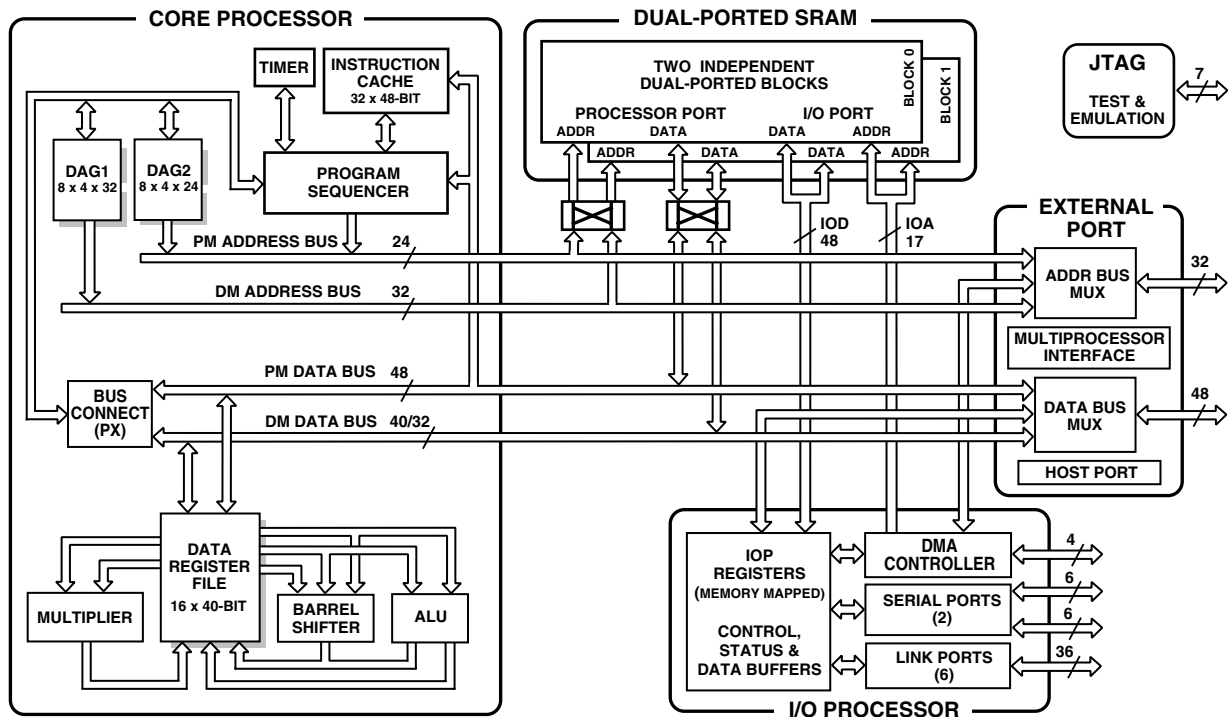 CORE PROCESSOR
TIMER
INSTRUCTION
CACHE
32 x 48-BIT
DAG1
8 x 4 x 32
DAG2
8 x 4 x 24
PROGRAM
SEQUENCER
PM ADDRESS BUS
24
DM ADDRESS BUS
32
PM DATA BUS
48
BUS
CONNECT
(PX)
DM DATA BUS
40/32
DATA
REGISTER
FILE
16 x 40-BIT
MULTIPLIER
BARREL
SHIFTER
ALU
DUAL-PORTED SRAM
TWO INDEPENDENT
DUAL-PORTED BLOCKS
BLOCK 0
BLOCK 1
PROCESSOR PORT
I/O PORT
ADDR
DATA
DATA
ADDR
ADDR
DATA
DATA
ADDR
IOD
48
IOA
17
JTAG
TEST &
EMULATION
7
EXTERNAL
PORT
ADDR BUS
MUX
32
MULTIPROCESSOR
INTERFACE
DATA BUS
MUX
48
HOST PORT
IOP
REGISTERS
(MEMORY MAPPED)
CONTROL,
STATUS &
DATA BUFFERS
DMA
CONTROLLER
4
SERIAL PORTS
(2)
6
6
LINK PORTS
(6)
36
I/O PROCESSOR